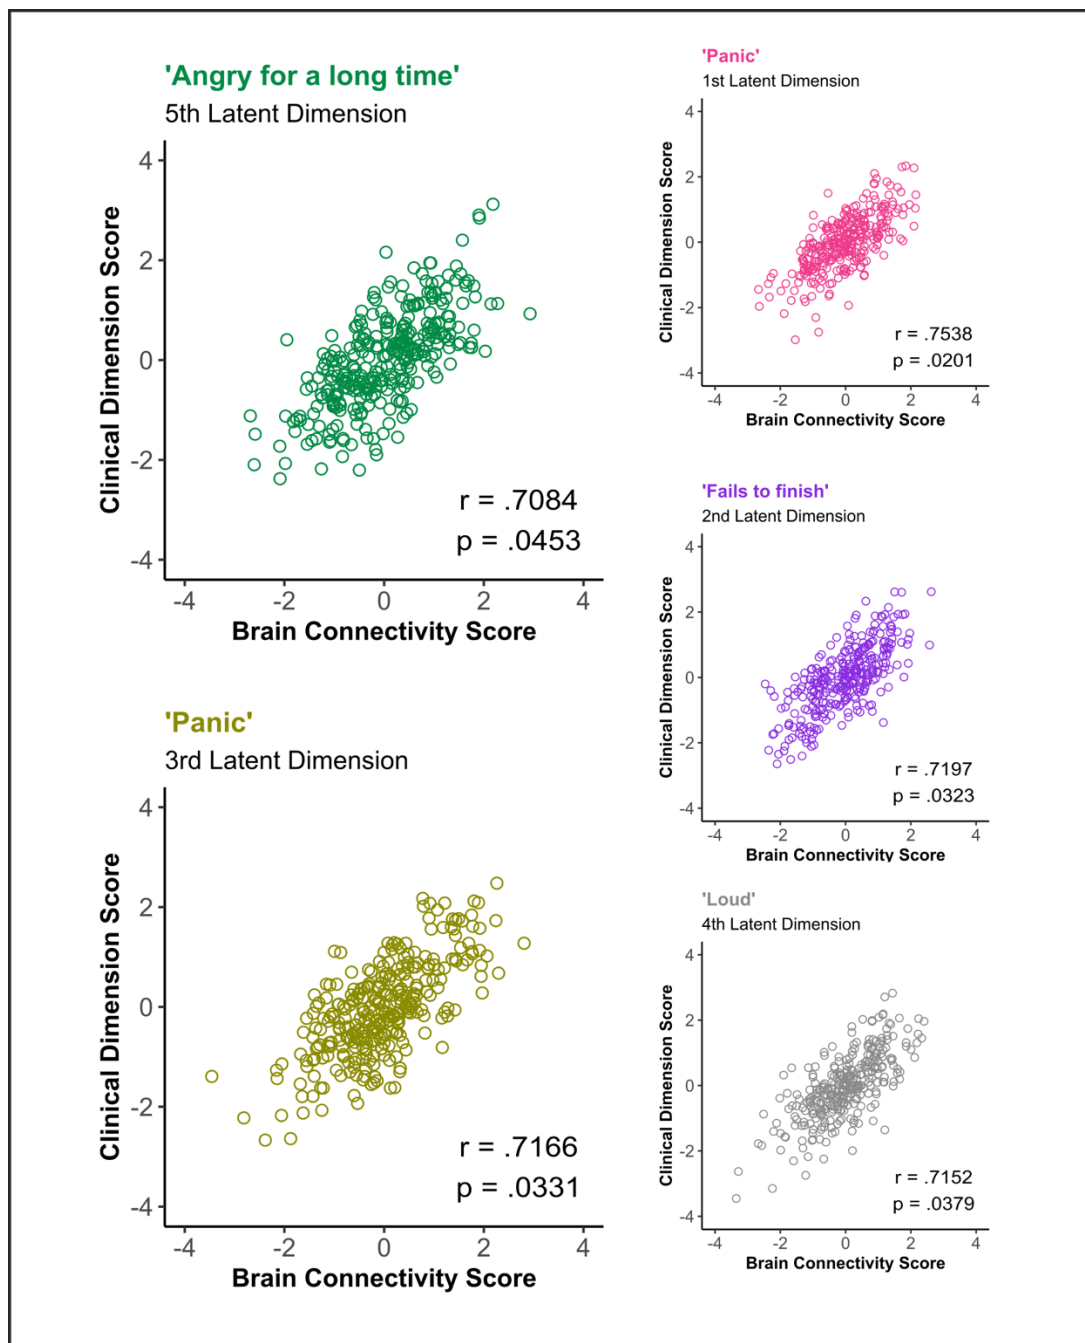 'Angry for a long time'
5th Latent Dimension
Clinical Dimension Score
4
2
0
-2
-4
r = .7084
p = .0453
-4 -2 0 2 4
Brain Connectivity Score
'Panic'
3rd Latent Dimension
Clinical Dimension Score
4
2
0
-2
-4
r = .7166
p = .0331
-4 -2 0 2 4
Brain Connectivity Score
'Panic'
1st Latent Dimension
Clinical Dimension Score
4
2
0
-2
-4
r = .7538
p = .0201
-4 -2 0 2 4
Brain Connectivity Score
'Fails to finish'
2nd Latent Dimension
Clinical Dimension Score
4
2
0
-2
-4
r = .7197
p = .0323
-4 -2 0 2 4
Brain Connectivity Score
'Loud'
4th Latent Dimension
Clinical Dimension Score
4
2
0
-2
-4
r = .7152
p = .0379
-4 -2 0 2 4
Brain Connectivity Score